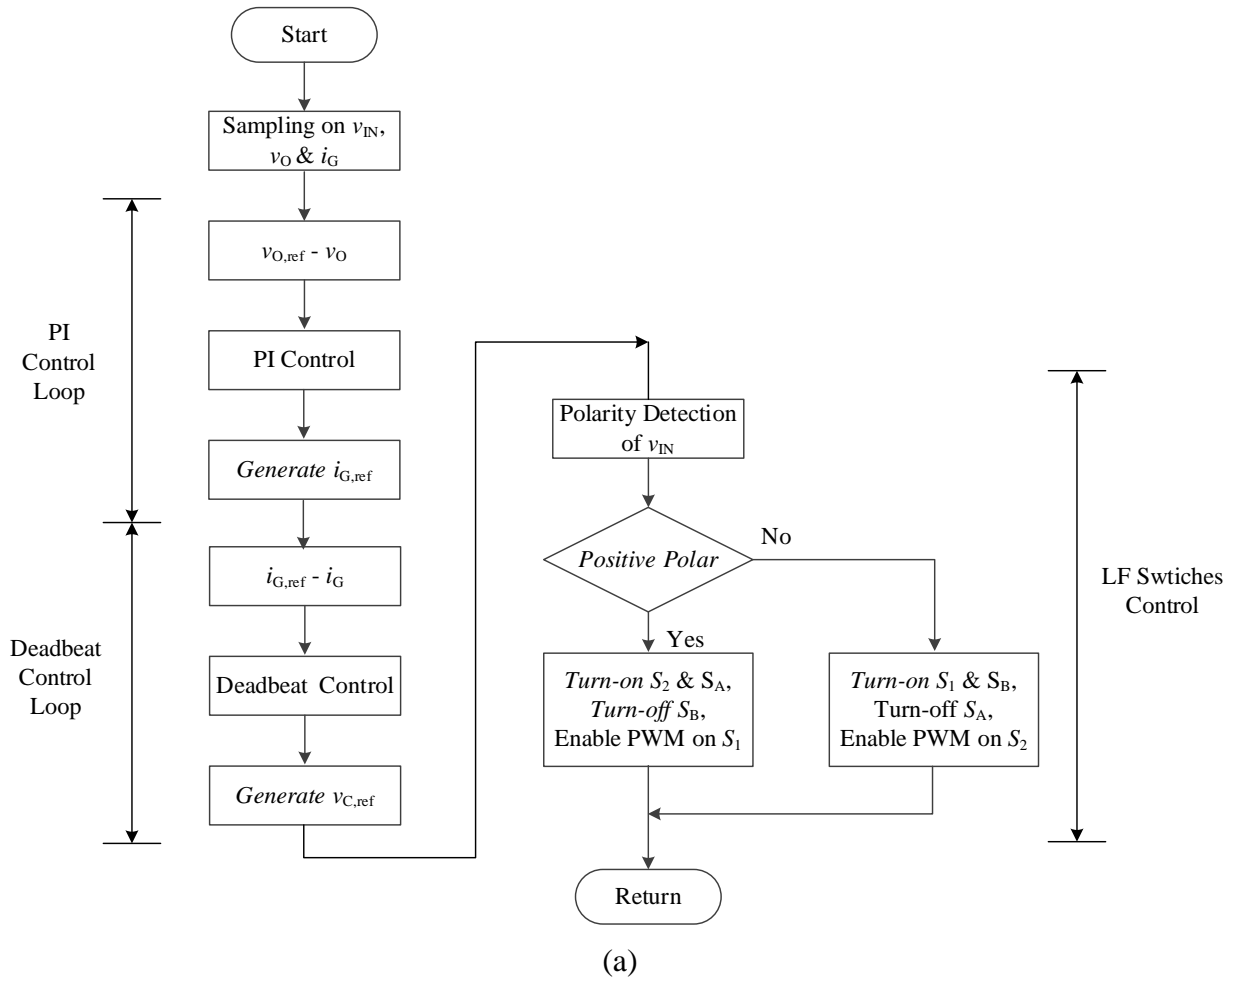 Start
Sampling on vIN,
vO & iG
vO,ref - vO
PI Control
Generate iG,ref
iG,ref - iG
Deadbeat Control
Generate vC,ref
PI
Control
Loop
Deadbeat
Control
Loop
Polarity Detection
of vIN
Positive Polar
No
Yes
Turn-on S2 & SA,
Turn-off SB,
Enable PWM on S1
Turn-on S1 & SB,
Turn-off SA,
Enable PWM on S2
Return
LF Swtiches
Control
(a)